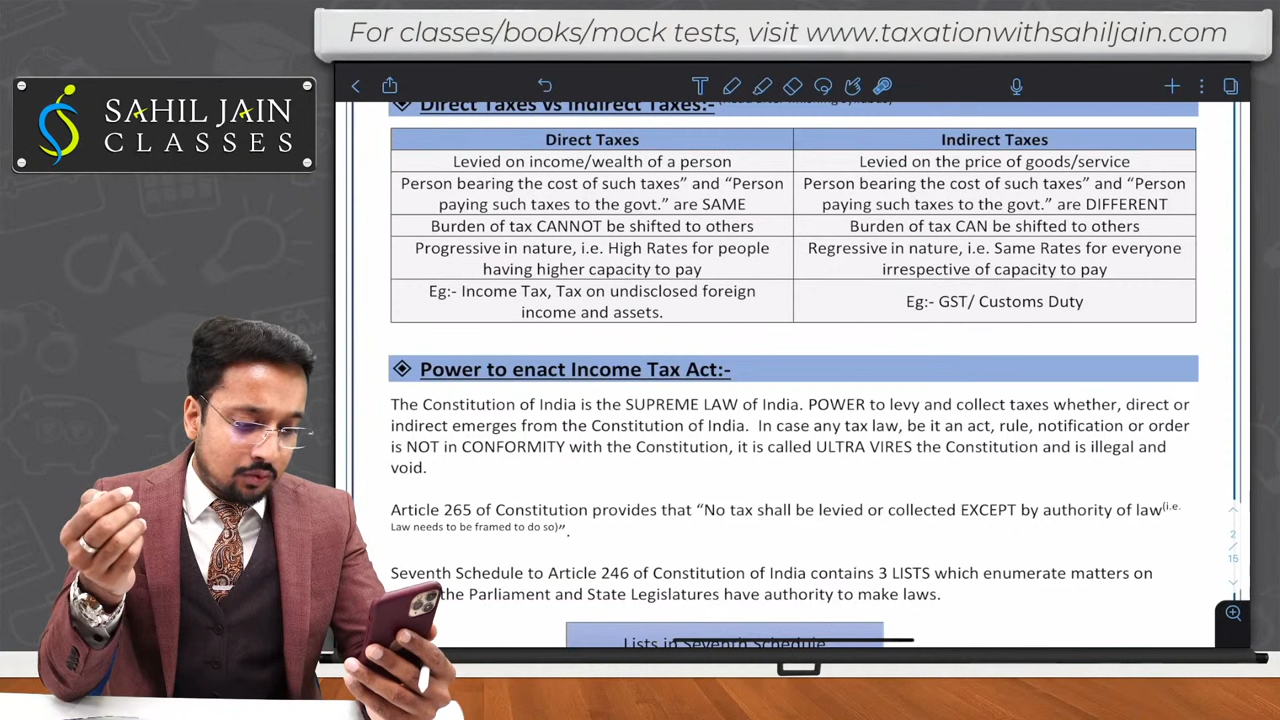 For classes/books/mock tests, visit www.taxationwithsahiljain.com
SAHIL JAIN
CLASSES
Direct Taxes vs Indirect Taxes:-
Direct Taxes
Indirect Taxes
Levied on income/wealth of a person
Levied on the price of goods/service
Person bearing the cost of such taxes” and “Person
paying such taxes to the govt.” are SAME
Person bearing the cost of such taxes” and “Person
paying such taxes to the govt.” are DIFFERENT
Burden of tax CANNOT be shifted to others
Burden of tax CAN be shifted to others
Progressive in nature, i.e. High Rates for people
having higher capacity to pay
Regressive in nature, i.e. Same Rates for everyone
irrespective of capacity to pay
Eg:- Income Tax, Tax on undisclosed foreign
income and assets.
Eg:- GST/ Customs Duty
Power to enact Income Tax Act:-
The Constitution of India is the SUPREME LAW of India. POWER to levy and collect taxes whether, direct or
indirect emerges from the Constitution of India. In case any tax law, be it an act, rule, notification or order
is NOT in CONFORMITY with the Constitution, it is called ULTRA VIRES the Constitution and is illegal and
void.
Article 265 of Constitution provides that “No tax shall be levied or collected EXCEPT by authority of law(i.e.
Law needs to be framed to do so)”.
Seventh Schedule to Article 246 of Constitution of India contains 3 LISTS which enumerate matters on
the Parliament and State Legislatures have authority to make laws.
Lists in Seventh Schedule
2
/
15